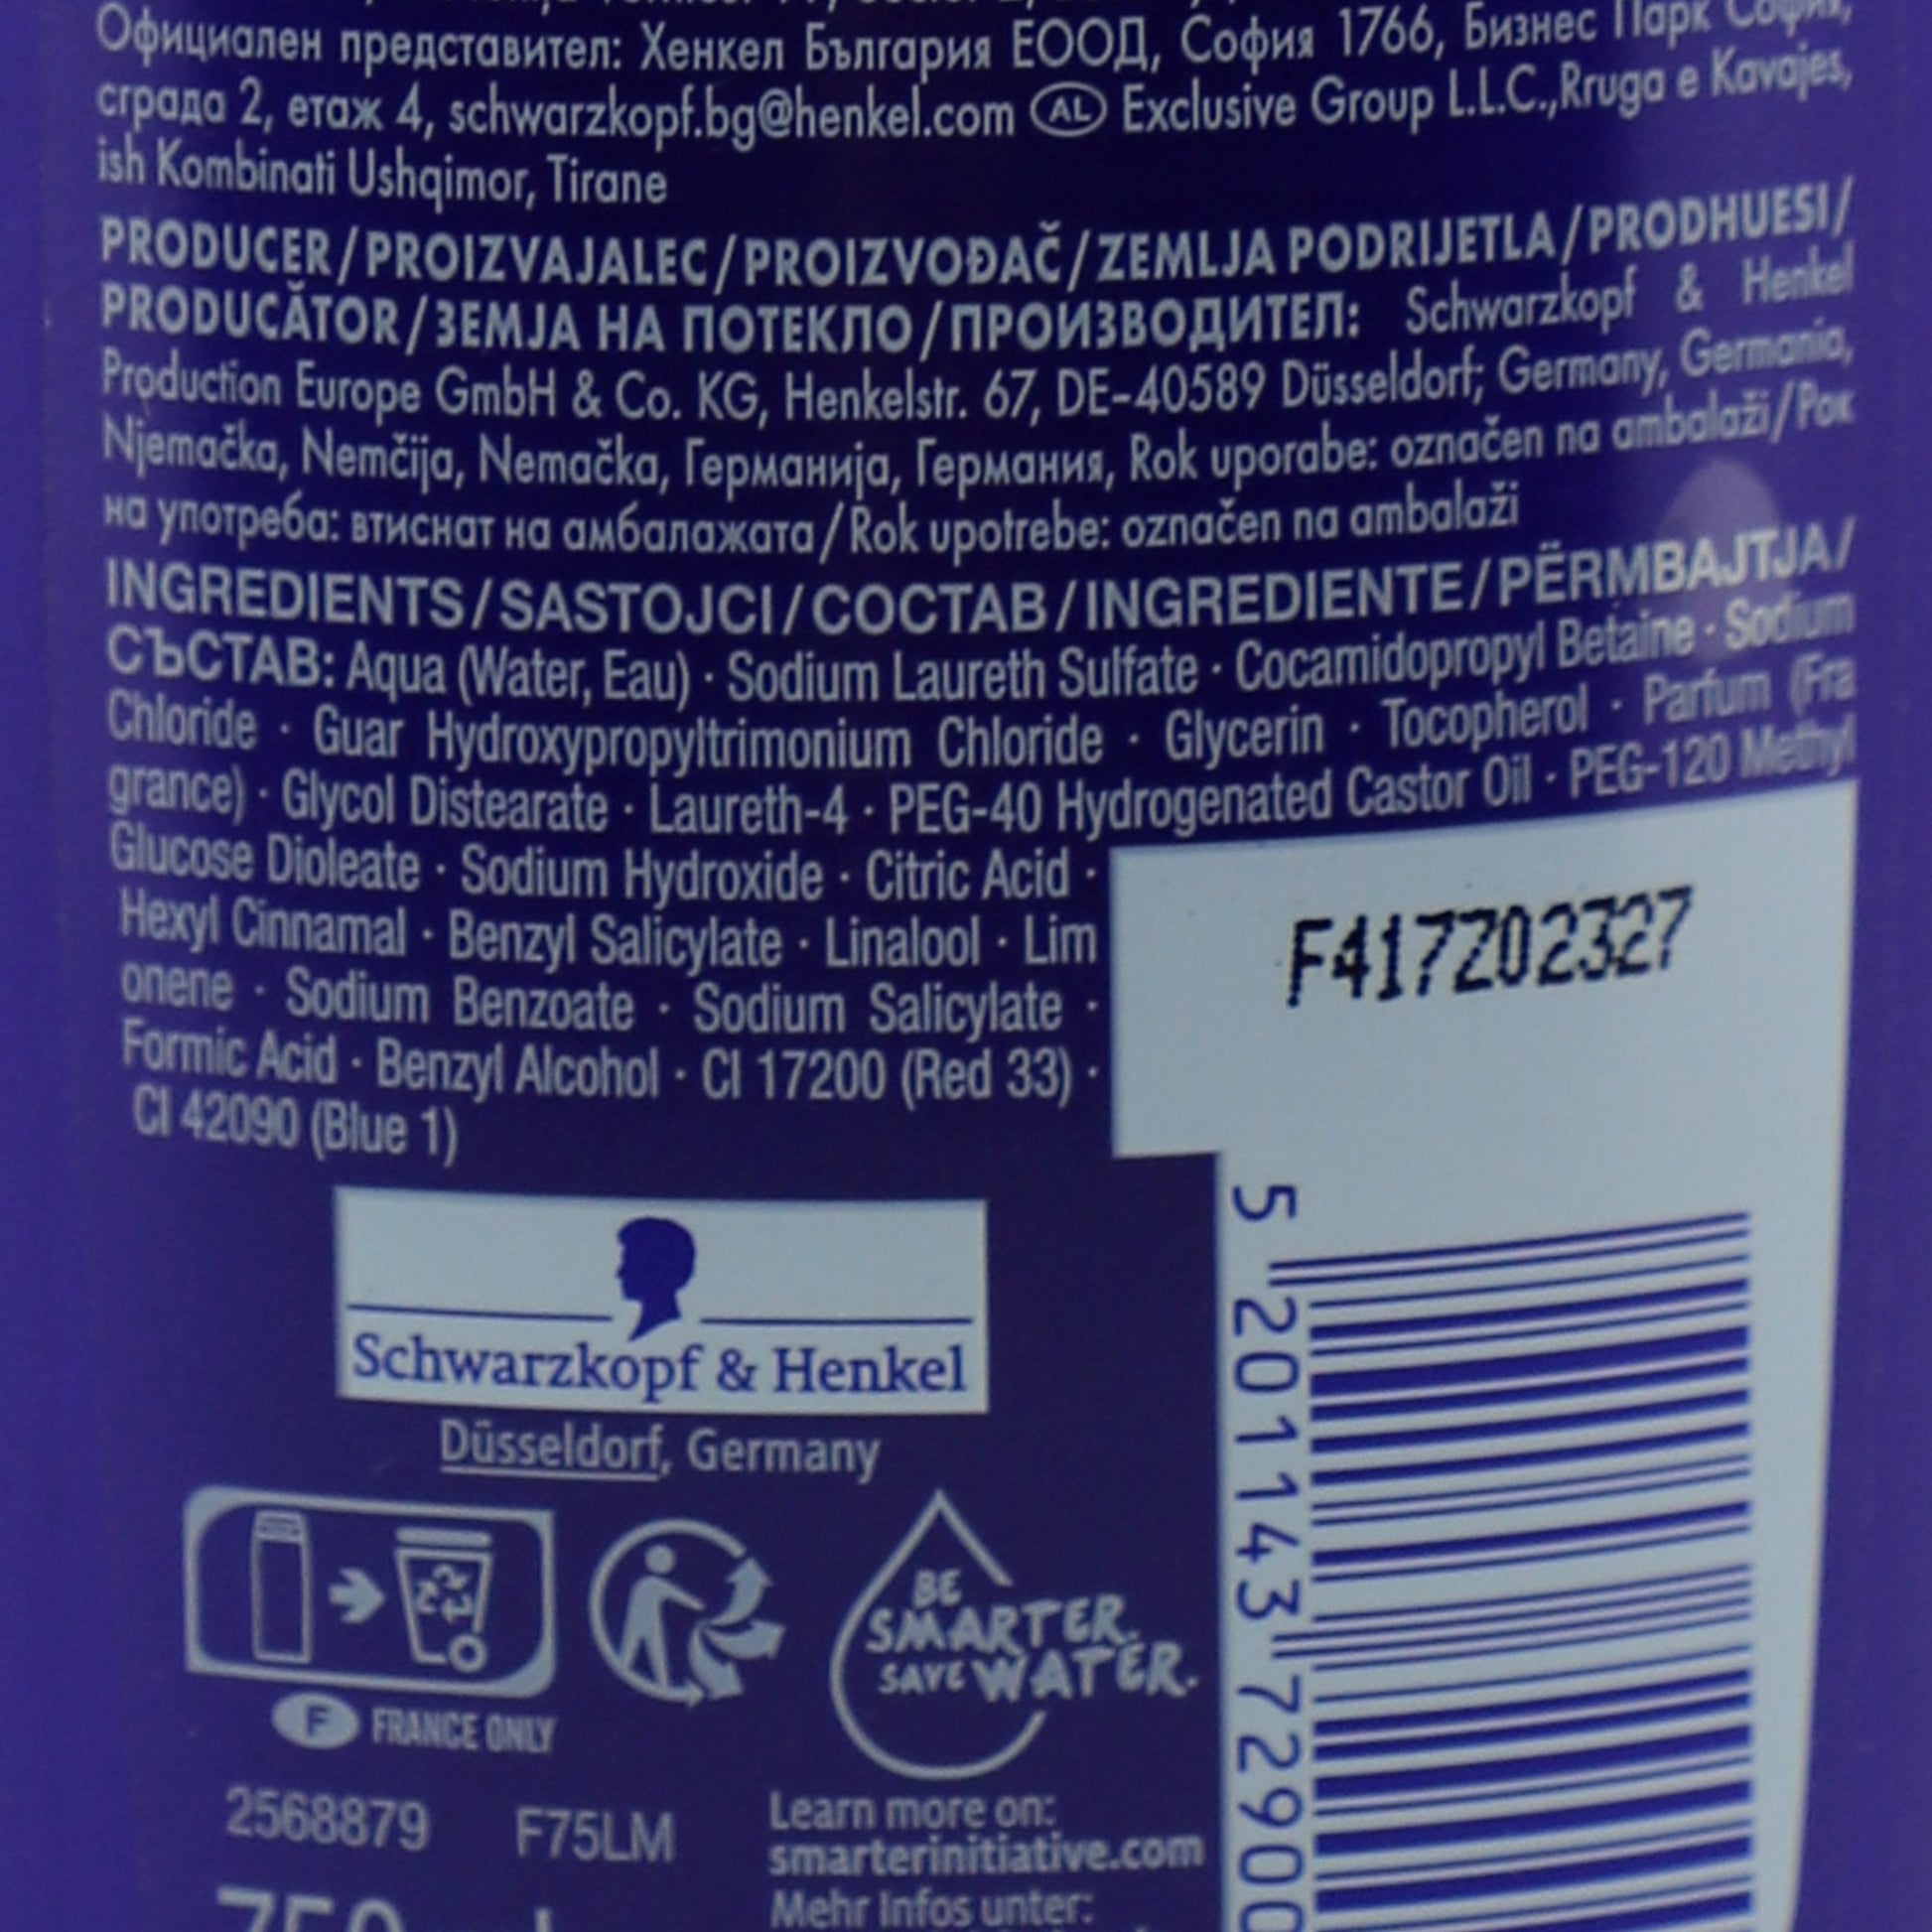 Официален представител: Хенкел България ЕООД, София 1766, Бизнес Парк София,
сграда 2, етаж 4, schwarzkopf.bg@henkel.com AL Exclusive Group L.L.C.,Rruga e Kavajes,
ish Kombinati Ushqimor, Tirane
PRODUCER/PROIZVAJALEC/PROIZVOĐAČ/ZEMLJA PODRIJETLA/PRODHUESI/
PRODUCĂTOR/ЗЕМЈА НА ПОТЕКЛО/ПРОИЗВОДИТЕЛ: Schwarzkopf & Henkel
Production Europe GmbH & Co. KG, Henkelstr. 67, DE-40589 Düsseldorf; Germany, Germania,
Njemačka, Nemčija, Nemačka, Германија, Германия, Rok uporabe: označen na ambalaži/Рок
на употреба: втиснат на амбалажата/Rok upotrebe: označen na ambalaži
INGREDIENTS/SASTOJCI/СОСТАВ/INGREDIENTE/PËRMBAJTJA/
СЪСТАВ: Aqua (Water, Eau) · Sodium Laureth Sulfate · Cocamidopropyl Betaine · Sodium
Chloride · Guar Hydroxypropyltrimonium Chloride · Glycerin · Tocopherol · Parfum (Fra
grance) · Glycol Distearate · Laureth-4 · PEG-40 Hydrogenated Castor Oil · PEG-120 Methyl
Glucose Dioleate · Sodium Hydroxide · Citric Acid ·
Hexyl Cinnamal · Benzyl Salicylate · Linalool · Lim
onene · Sodium Benzoate · Sodium Salicylate ·
Formic Acid · Benzyl Alcohol · CI 17200 (Red 33) ·
CI 42090 (Blue 1)
F417202327
Schwarzkopf & Henkel
Düsseldorf, Germany
BE
SMARTER.
SAVE WATER.
F FRANCE ONLY
2568879 F75LM
Learn more on:
smarterinitiative.com
Mehr Infos unter:
5 201143 72900